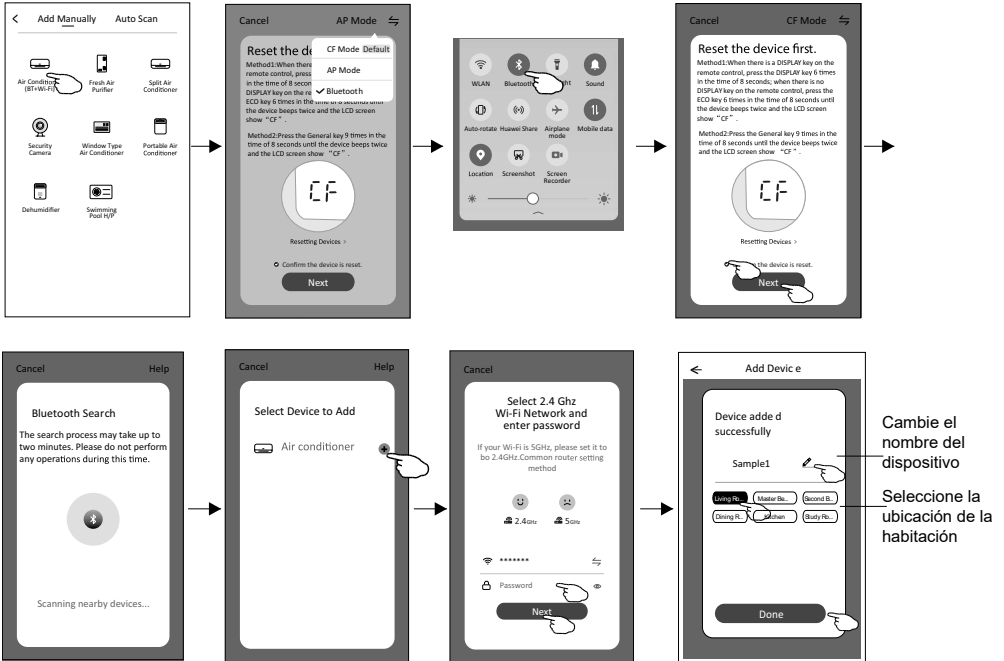 Add Manually Auto Scan
Air Condition
(BT+Wi-Fi)
Fresh Air
Purifier
Split Air
Conditioner
Security
Camera
Window Type
Air Conditioner
Portable Air
Conditioner
Dehumidifier
Swimming
Pool H/P
Cancel AP Mode
CF Mode Default
AP Mode
Bluetooth
Reset the de
Method1:When there
remote control, press
in the time of 8 secon
DISPLAY key on the re
ECO key 6 times in the time of 8 seconds until
the device beeps twice and the LCD screen
show “CF”.
Method2:Press the General key 9 times in the
time of 8 seconds until the device beeps twice
and the LCD screen show “CF”.
CF
Resetting Devices >
Confirm the device is reset.
Next
WLAN Bluetooth ht Sound
Auto-rotate Huawei Share Airplane
mode Mobile data
Location Screenshot Screen
Recorder
Cancel CF Mode
Reset the device first.
Method1:When there is a DISPLAY key on the
remote control, press the DISPLAY key 6 times
in the time of 8 seconds; when there is no
DISPLAY key on the remote control, press the
ECO key 6 times in the time of 8 seconds until
the device beeps twice and the LCD screen
show “CF”.
Method2:Press the General key 9 times in the
time of 8 seconds until the device beeps twice
and the LCD screen show “CF”.
CF
Resetting Devices >
the device is reset.
Next
Cancel Help
Bluetooth Search
The search process may take up to
two minutes. Please do not perform
any operations during this time.
Scanning nearby devices...
Cancel Help
Select Device to Add
Air conditioner
Cancel
Select 2.4 Ghz
Wi-Fi Network and
enter password
If your Wi-Fi is 5GHz, please set it to
bo 2.4GHz.Common router setting
method
2.4GHz 5GHz
*******
Password
Next
Add Devic e
Device adde d
successfully
Sample1
Living Ro... Master Be... Second B...
Dining R... Kitchen Study Ro...
Done
Cambie el
nombre del
dispositivo
Seleccione la
ubicación de la
habitación